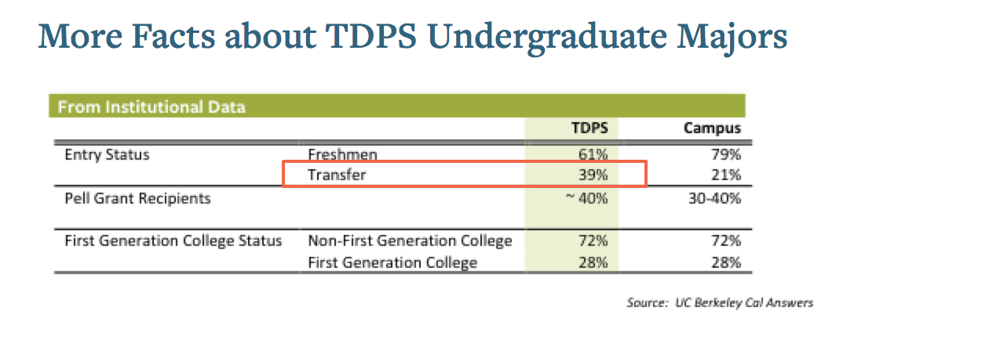 More Facts about TDPS Undergraduate Majors
From Institutional Data
TDPS Campus
Entry Status Freshmen 61% 79%
Transfer 39% 21%
Pell Grant Recipients ~ 40% 30-40%
First Generation College Status Non-First Generation College 72% 72%
First Generation College 28% 28%
Source: UC Berkeley Cal Answers